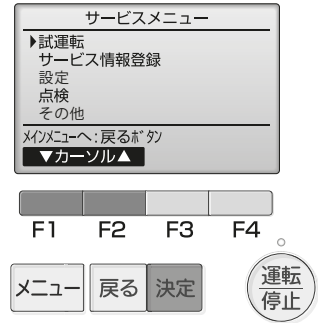 サービスメニュー
▶試運転
サービス情報登録
設定
点検
その他
メインメニューへ:戻るボタン
▼カーソル▲
F1 F2 F3 F4
メニュー 戻る 決定 運転
停止